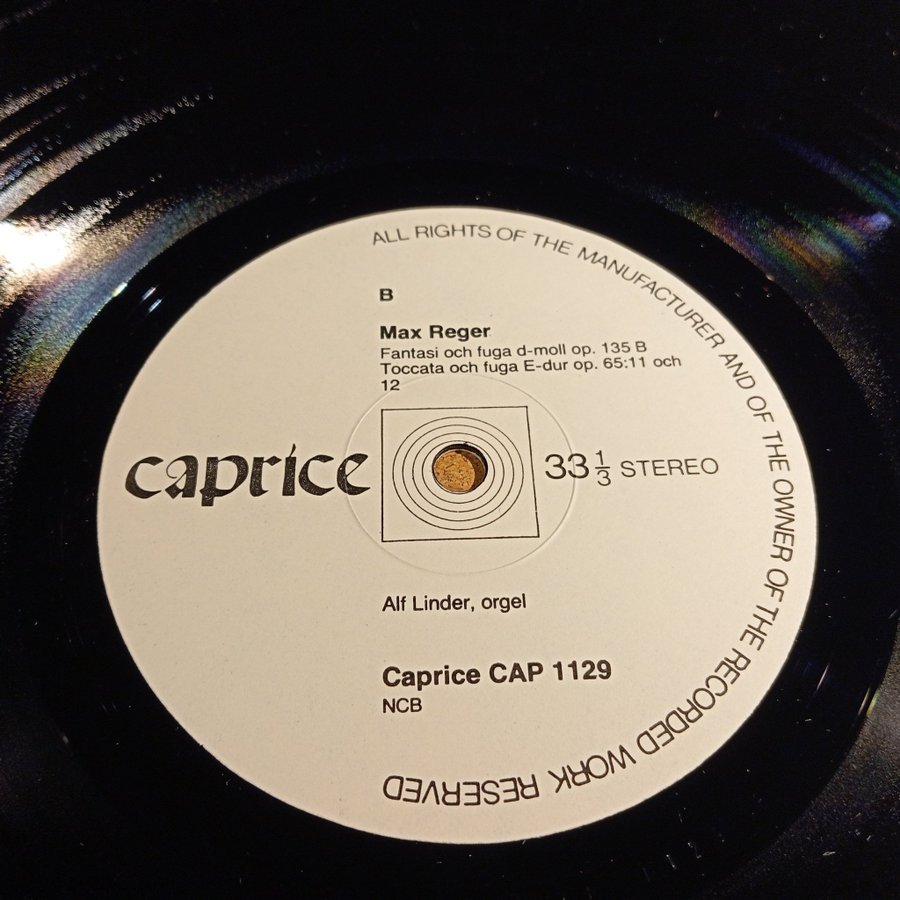 ALL RIGHTS OF THE MANUFACTURER AND OF THE OWNER OF THE RECORDED WORK RESERVED
B
Max Reger
Fantasi och fuga d-moll op. 135 B
Toccata och fuga E-dur op. 65:11 och
12
caprice
33 1/3 STEREO
Alf Linder, orgel
Caprice CAP 1129
NCB